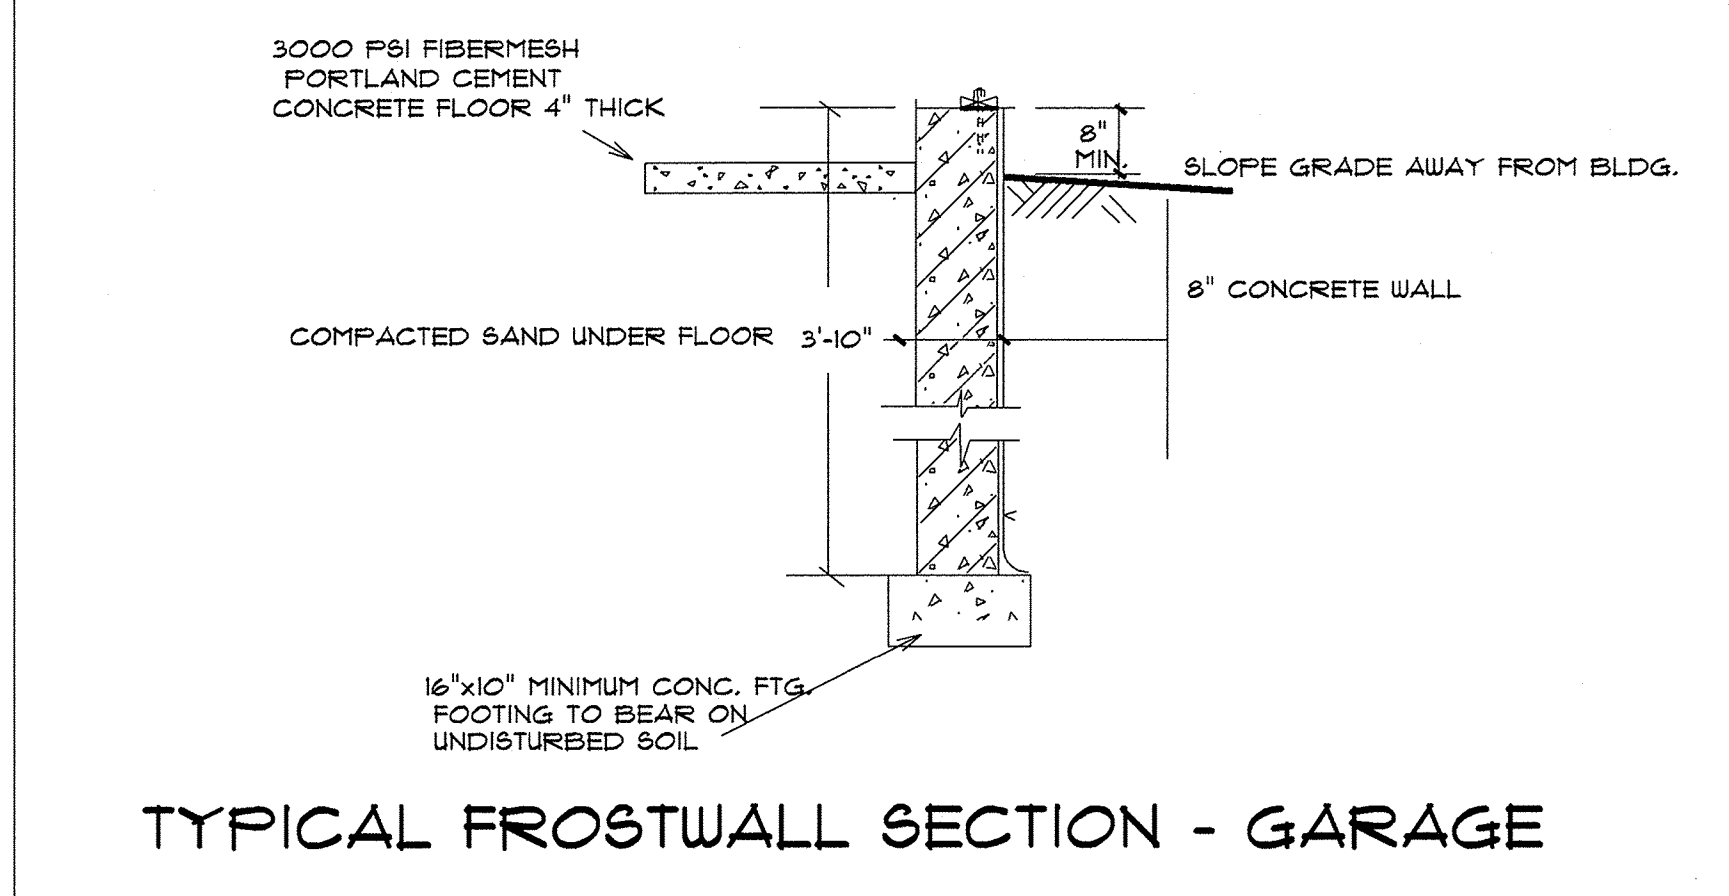 3000 PSI FIBERMESH
PORTLAND CEMENT
CONCRETE FLOOR 4" THICK
8"
MIN.
SLOPE GRADE AWAY FROM BLDG.
8" CONCRETE WALL
COMPACTED SAND UNDER FLOOR 3'-10"
16"x10" MINIMUM CONC. FTG.
FOOTING TO BEAR ON
UNDISTURBED SOIL
TYPICAL FROSTWALL SECTION - GARAGE